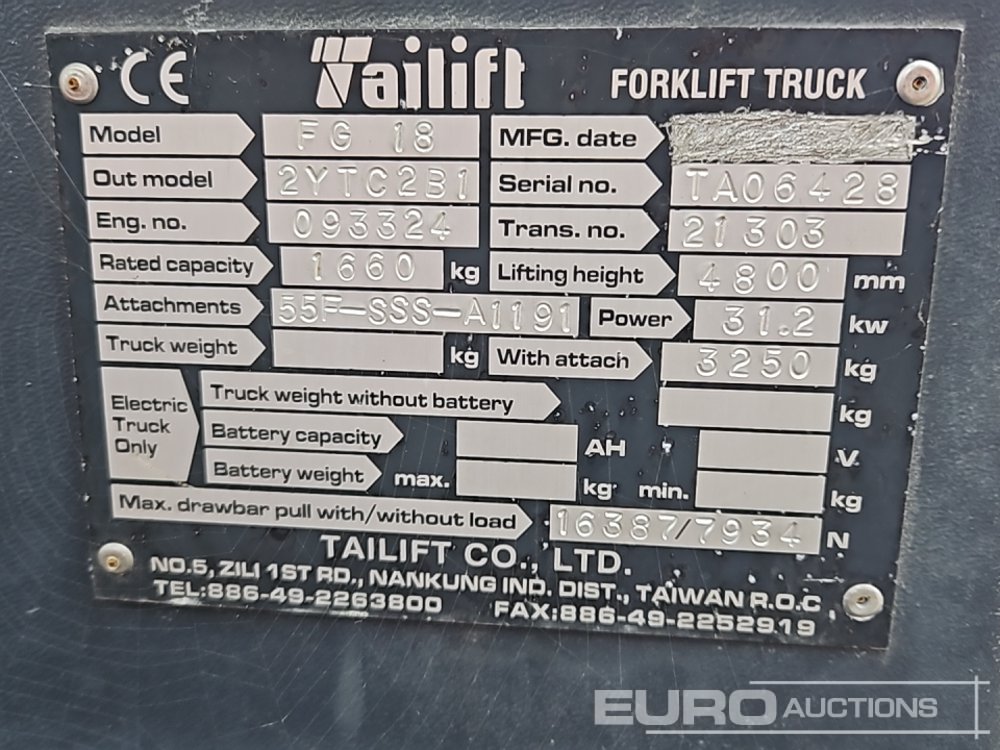 CE Tailift FORKLIFT TRUCK
Model FG 18 MFG. date
Out model 2YTC2B1 Serial no. TA06428
Eng. no. 093324 Trans. no. 21303
Rated capacity 1660 kg Lifting height 4800 mm
Attachments 55F-SSS-A1191 Power 31.2 kw
Truck weight kg With attach 3250 kg
Electric Truck Only
Truck weight without battery kg
Battery capacity AH V
Battery weight max. kg min. kg
Max. drawbar pull with/without load 16387/7934 N
TAILIFT CO., LTD.
NO.5, ZILI 1ST RD., NANKUNG IND. DIST., TAIWAN R.O.C
TEL:886-49-2263800 FAX:886-49-2252919
EURO AUCTIONS